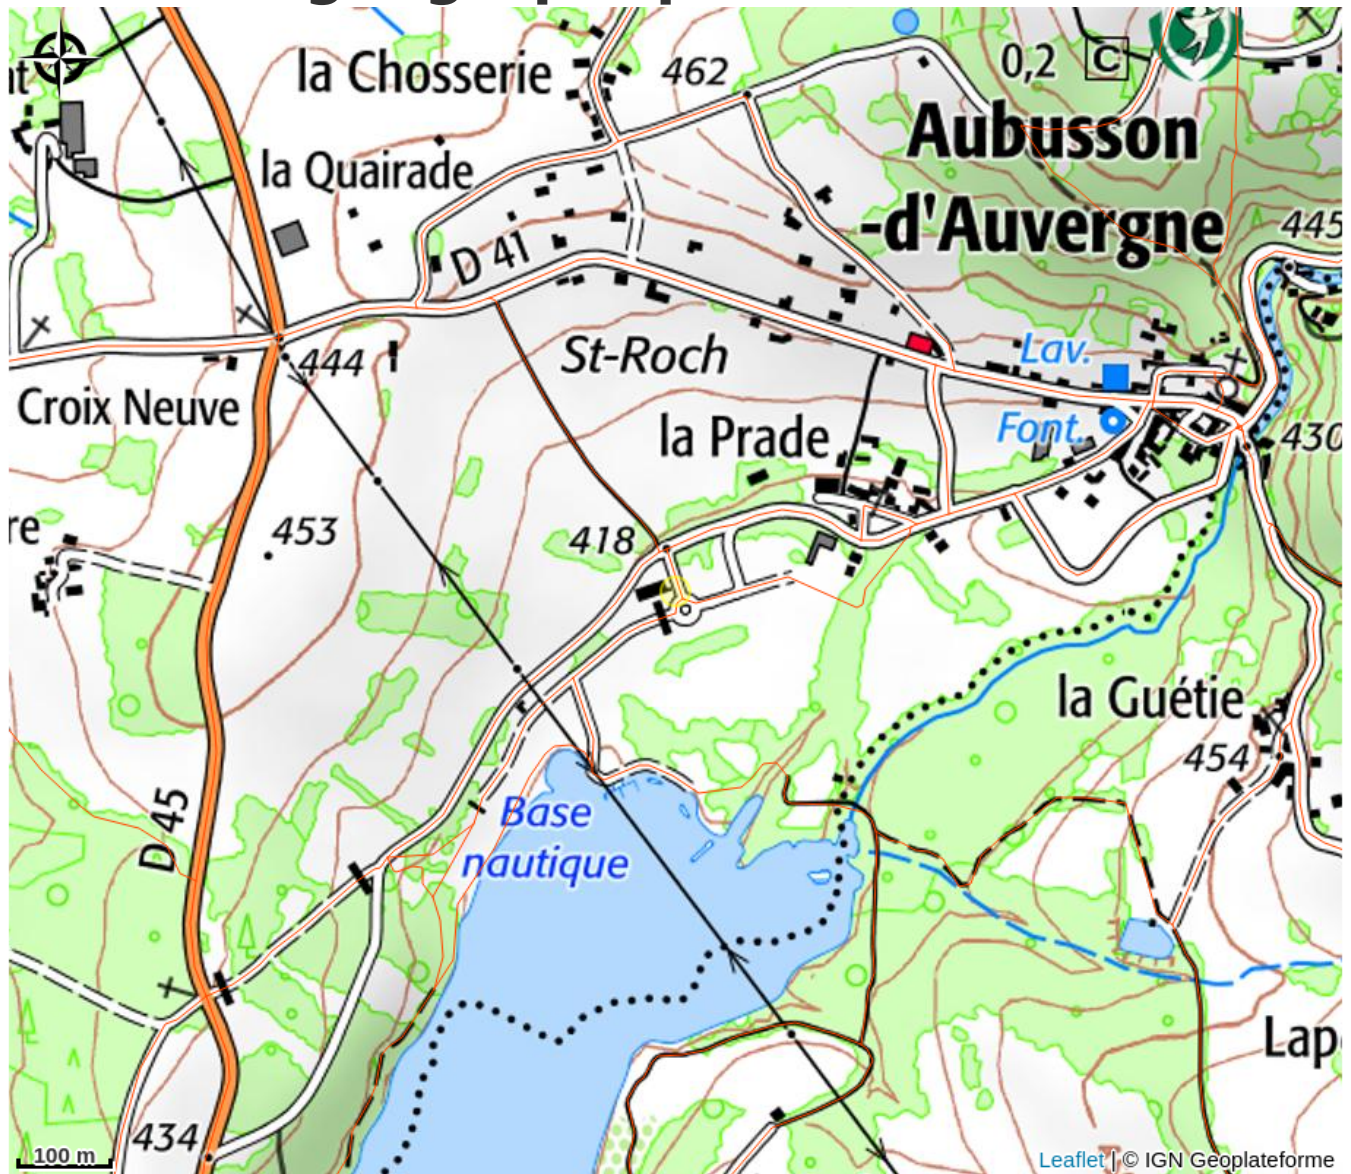 la Chosserie
462
0,2 C
Aubusson
-d'Auvergne
la Quairade
445
D 41
St-Roch
Lav.
444
Croix Neuve
la Prade
Font.
430
453
418
re
la Guétie
454
D 45
Base
nautique
Lap
434
100 m
Leaflet | © IGN Geoplateforme